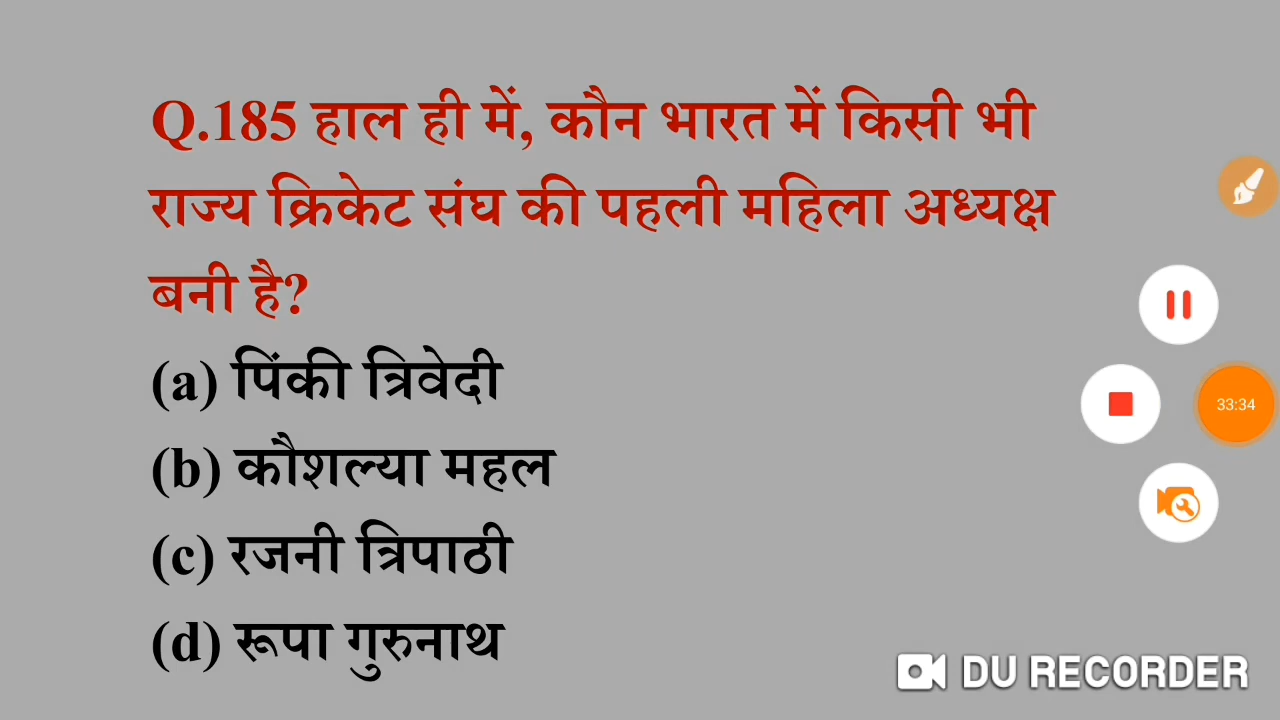 Q.185 हाल ही में, कौन भारत में किसी भी
राज्य क्रिकेट संघ की पहली महिला अध्यक्ष
बनी है?
(a) पिंकी त्रिवेदी
(b) कौशल्या महल
(c) रजनी त्रिपाठी
(d) रूपा गुरुनाथ
33:34
DU RECORDER